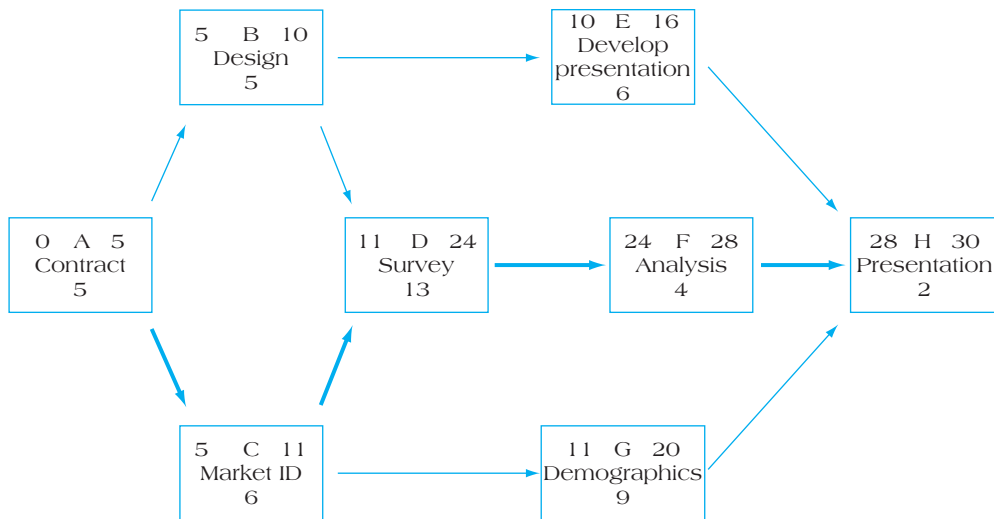 5 B 10
Design
5
10 E 16
Develop
presentation
6
0 A 5
Contract
5
11 D 24
Survey
13
24 F 28
Analysis
4
28 H 30
Presentation
2
5 C 11
Market ID
6
11 G 20
Demographics
9